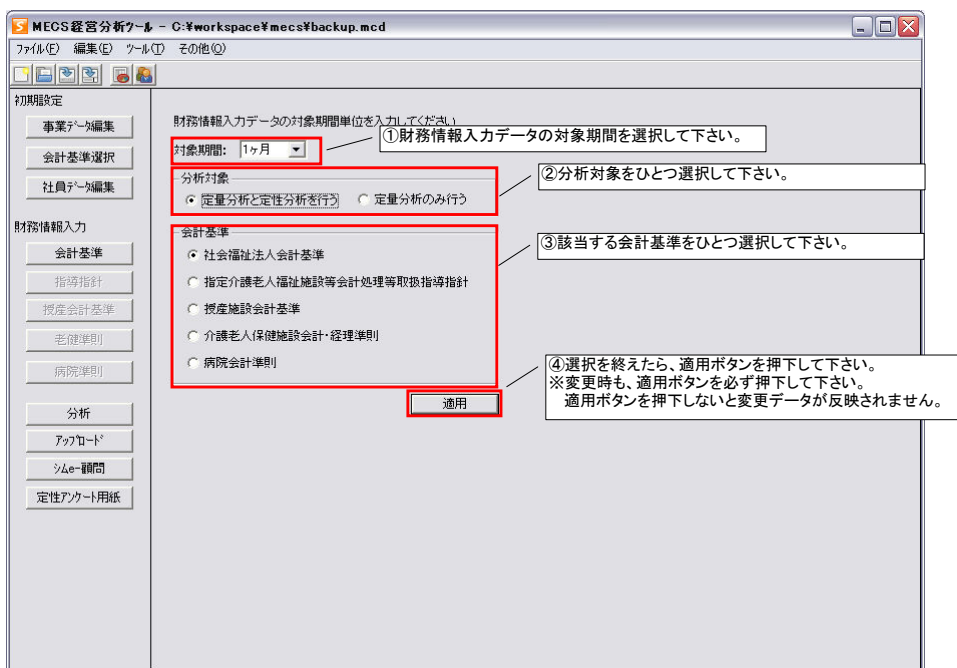 MECS経営分析ツール - C:¥workspace¥mecs¥backup.mcd
ファイル(F) 編集(E) ツール(T) その他(O)
初期設定
事業データ編集
会計基準選択
社員データ編集
財務情報入力
会計基準
指導指針
授産会計基準
老健準則
病院準則
分析
アップロード
シムe-顧問
定性アンケート用紙
財務情報入力データの対象期間単位を入力してください
対象期間: 1ヶ月
①財務情報入力データの対象期間を選択して下さい。
分析対象
定量分析と定性分析を行う 定量分析のみ行う
②分析対象をひとつ選択して下さい。
会計基準
社会福祉法人会計基準
指定介護老人福祉施設等会計処理等取扱指導指針
授産施設会計基準
介護老人保健施設会計・経理準則
病院会計準則
③該当する会計基準をひとつ選択して下さい。
適用
④選択を終えたら、適用ボタンを押下して下さい。
※変更時も、適用ボタンを必ず押下して下さい。
適用ボタンを押下しないと変更データが反映されません。